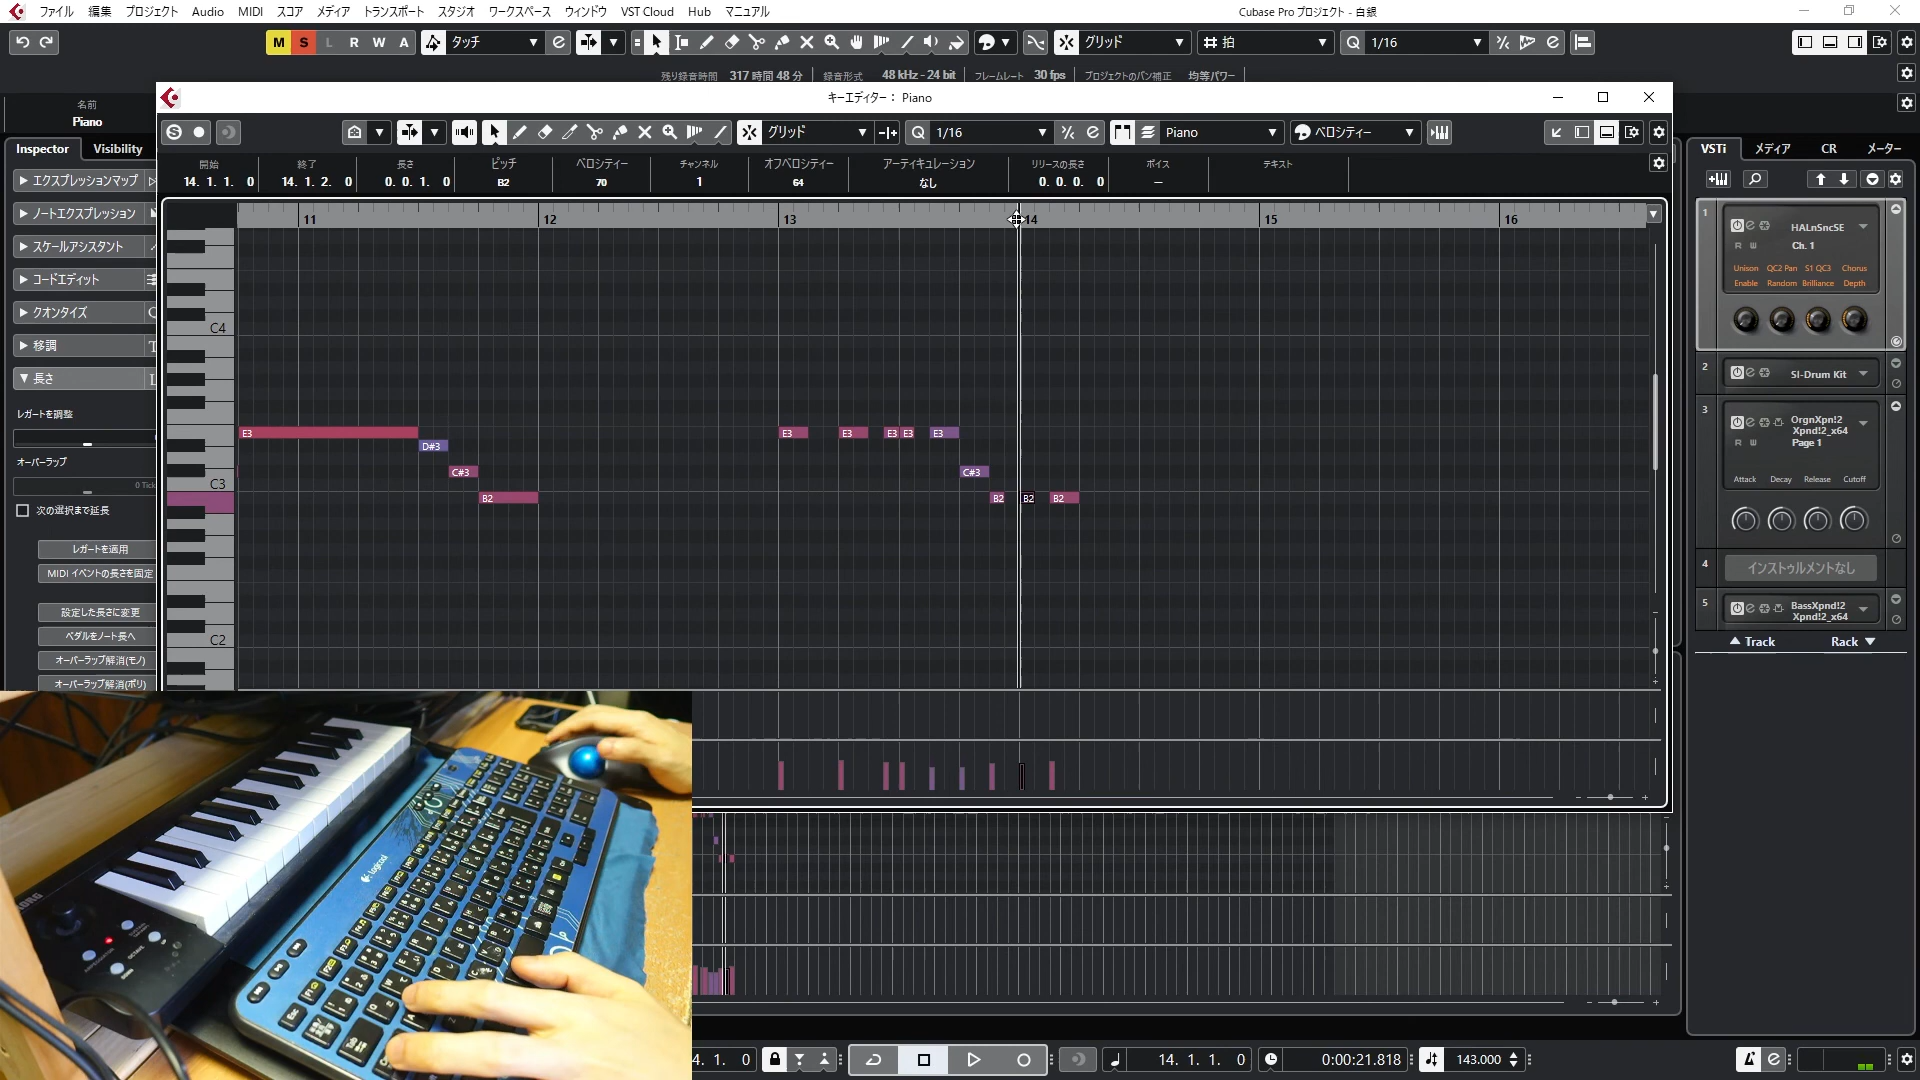 ファイル 編集 プロジェクト Audio MIDI スコア メディア トランスポート スタジオ ワークスペース ウィンドウ VST Cloud Hub マニュアル
Cubase Pro プロジェクト - 白銀
M S L R W A タッチ グリッド 拍 1/16
残り録音時間 317 時間 48 分 録音形式 48 kHz - 24 bit フレームレート 30 fps プロジェクトのパン補正 均等パワー
キーエディター： Piano
名前
Piano
グリッド 1/16 Piano ベロシティー
Inspector Visibility
開始 終了 長さ ピッチ ベロシティー チャンネル オフベロシティー アーティキュレーション リリースの長さ ボイス テキスト
14. 1. 1. 0 14. 1. 2. 0 0. 0. 1. 0 B2 70 1 64 なし 0. 0. 0. 0 –
エクスプレッションマップ
ノートエクスプレッション
スケールアシスタント
コードエディット
クオンタイズ
移調
長さ
レガートを調整
オーバーラップ
0 Tick
次の選択まで延長
レガートを適用
MIDI イベントの長さを固定
設定した長さに変更
ペダルをノート長へ
オーバーラップ解消(モノ)
オーバーラップ解消(ポリ)
11 12 13 14 15 16
C4
E3 E3 E3 E3 E3 E3
D#3
C#3 C#3
C3
B2 B2 B2 B2
C2
VSTi メディア CR メーター
1 HALnSncSE
R W Ch. 1
Unison QC2 Pan S1 QC3 Chorus
Enable Random Brilliance Depth
2 SI-Drum Kit
3 OrgnXpn!2
Xpnd!2_x64
R W Page 1
Attack Decay Release Cutoff
4 インストゥルメントなし
5 BassXpnd!2
Xpnd!2_x64
Track Rack
KORG
Logicool
4. 1. 0 14. 1. 1. 0 0:00:21.818 143.000